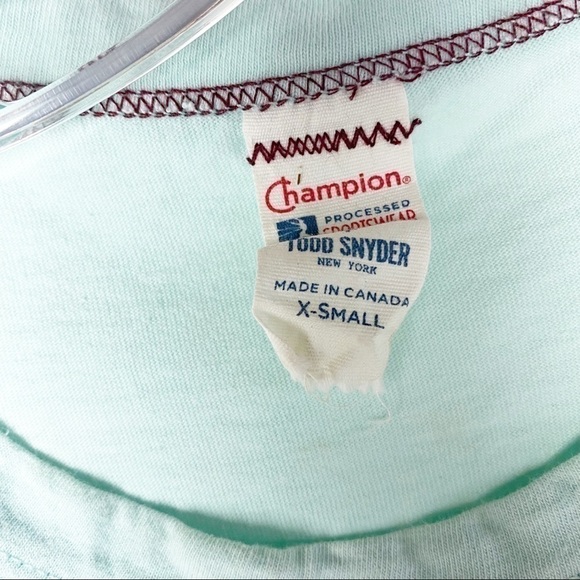 Champion®
PROCESSED
SPORTSWEAR
TODD SNYDER
NEW YORK
MADE IN CANADA
X-SMALL